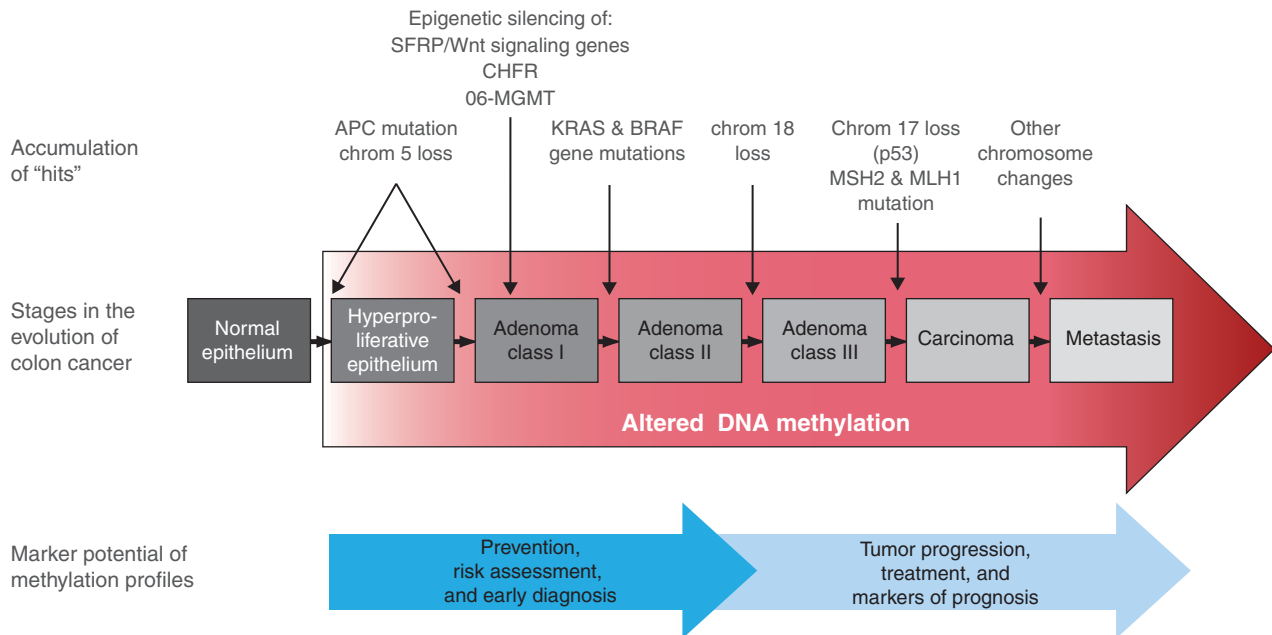 Epigenetic silencing of:
SFRP/Wnt signaling genes
CHFR
06-MGMT
Accumulation
of “hits”
APC mutation
chrom 5 loss
KRAS & BRAF
gene mutations
chrom 18
loss
Chrom 17 loss
(p53)
MSH2 & MLH1
mutation
Other
chromosome
changes
Stages in the
evolution of
colon cancer
Normal
epithelium
Hyperpro-
liferative
epithelium
Adenoma
class I
Adenoma
class II
Adenoma
class III
Carcinoma
Metastasis
Altered DNA methylation
Marker potential of
methylation profiles
Prevention,
risk assessment,
and early diagnosis
Tumor progression,
treatment, and
markers of prognosis